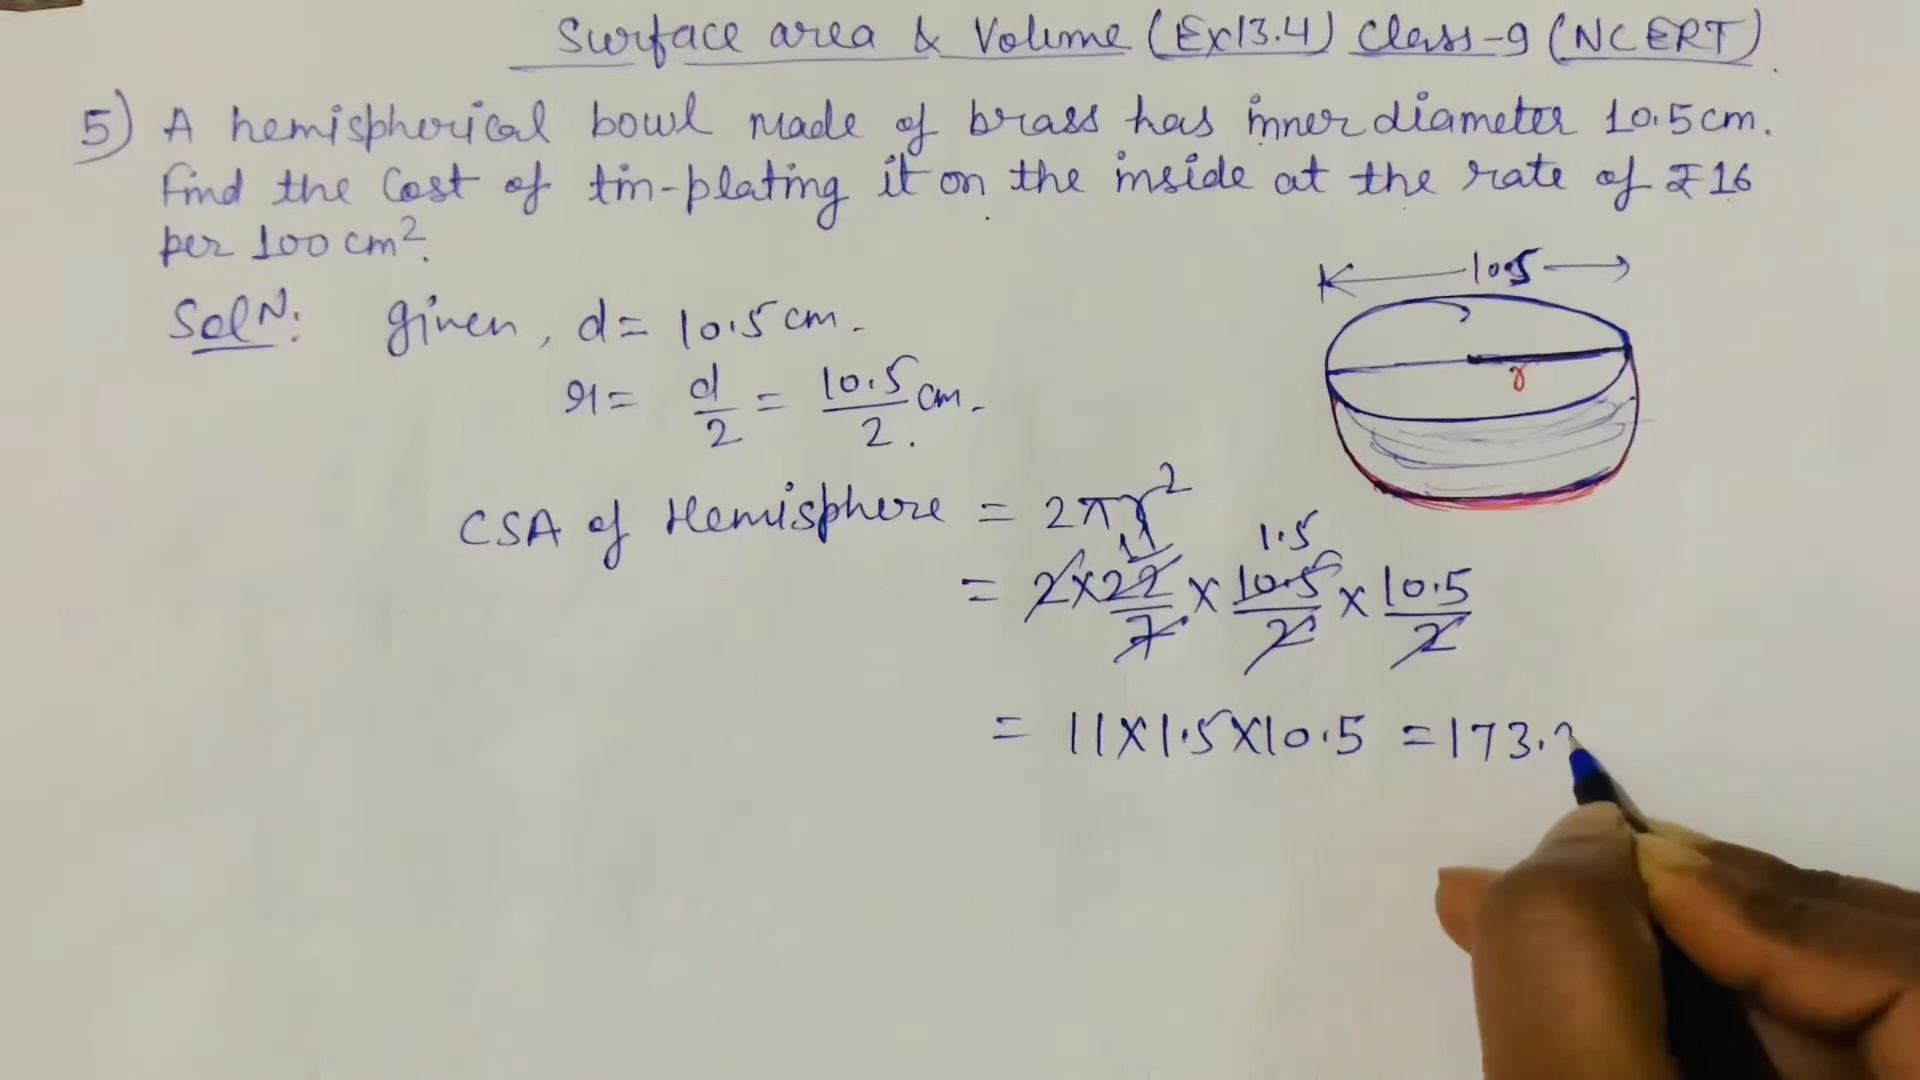 Surface area & Volume (Ex13.4) Class-9 (NCERT)
5) A hemispherical bowl made of brass has inner diameter 10.5cm.
Find the Cost of tin-plating it on the inside at the rate of ₹16
per 100 cm².
10.5
Solⁿ: given, d = 10.5 cm.
r
r = d/2 = 10.5/2 cm.
CSA of Hemisphere = 2πr²
11 1.5
= 2 × 22/7 × 10.5/2 × 10.5/2
= 11×1.5×10.5 = 173.